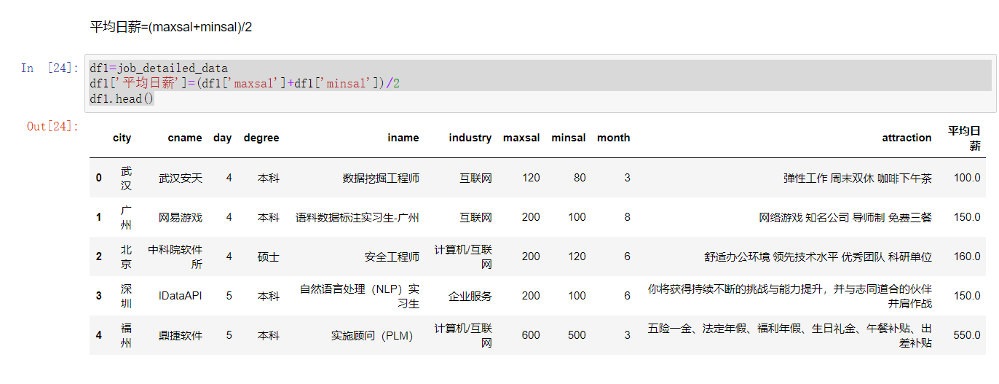 平均日薪=(maxsal+minsal)/2
In [24]:
df1=job_detailed_data
df1['平均日薪']=(df1['maxsal']+df1['minsal'])/2
df1.head()
Out[24]:
city cname day degree iname industry maxsal minsal month attraction 平均日
薪
0 武
汉 武汉安天 4 本科 数据挖掘工程师 互联网 120 80 3 弹性工作 周末双休 咖啡下午茶 100.0
1 广
州 网易游戏 4 本科 语料数据标注实习生-广州 互联网 200 100 8 网络游戏 知名公司 导师制 免费三餐 150.0
2 北
京 中科院软件
所 4 硕士 安全工程师 计算机/互联
网 200 120 6 舒适办公环境 领先技术水平 优秀团队 科研单位 160.0
3 深
圳 IDataAPI 5 本科 自然语言处理（NLP）实
习生 企业服务 200 100 6 你将获得持续不断的挑战与能力提升，并与志同道合的伙伴
并肩作战 150.0
4 福
州 鼎捷软件 5 本科 实施顾问（PLM） 计算机/互联
网 600 500 3 五险一金、法定年假、福利年假、生日礼金、午餐补贴、出
差补贴 550.0